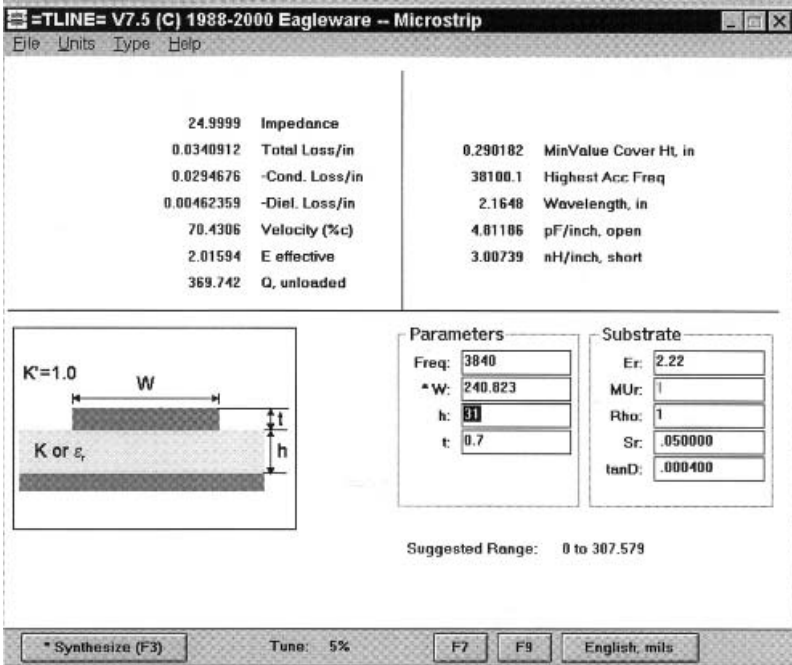 =TLINE= V7.5 (C) 1988-2000 Eagleware -- Microstrip
File Units Type Help
24.9999 Impedance
0.0340912 Total Loss/in
0.0294676 -Cond. Loss/in
0.00462359 -Diel. Loss/in
70.4306 Velocity (%c)
2.01594 E effective
369.742 Q, unloaded
0.290182 MinValue Cover Ht, in
38100.1 Highest Acc Freq
2.1648 Wavelength, in
4.81186 pF/inch, open
3.00739 nH/inch, short
K'=1.0
W
t
K or εr
h
Parameters
Freq: 3840
*W: 240.823
h: 31
t: 0.7
Substrate
Er: 2.22
MUr: 1
Rho: 1
Sr: .050000
tanD: .000400
Suggested Range: 0 to 307.579
* Synthesize (F3) Tune: 5% F7 F9 English, mils